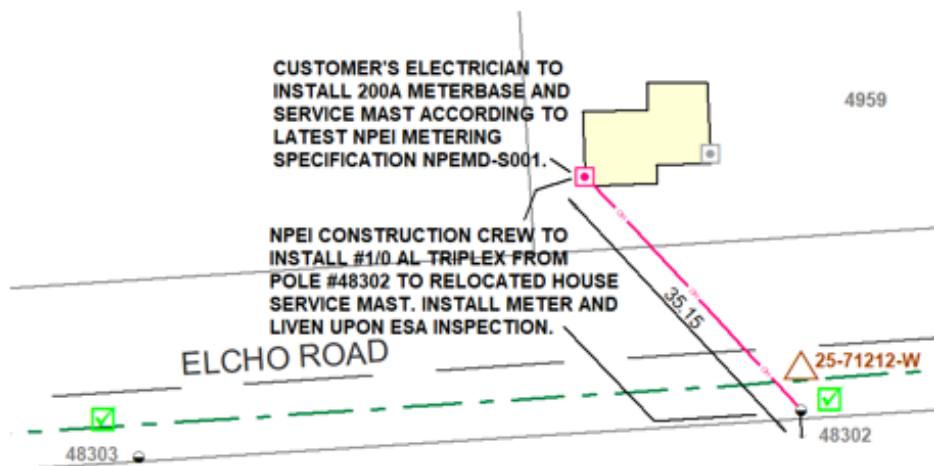 CUSTOMER'S ELECTRICIAN TO
INSTALL 200A METERBASE AND
SERVICE MAST ACCORDING TO
LATEST NPEI METERING
SPECIFICATION NPEMD-S001.
4959
NPEI CONSTRUCTION CREW TO
INSTALL #1/0 AL TRIPLEX FROM
POLE #48302 TO RELOCATED HOUSE
SERVICE MAST. INSTALL METER AND
LIVEN UPON ESA INSPECTION.
35.15
ELCHO ROAD
25-71212-W
48302
48303